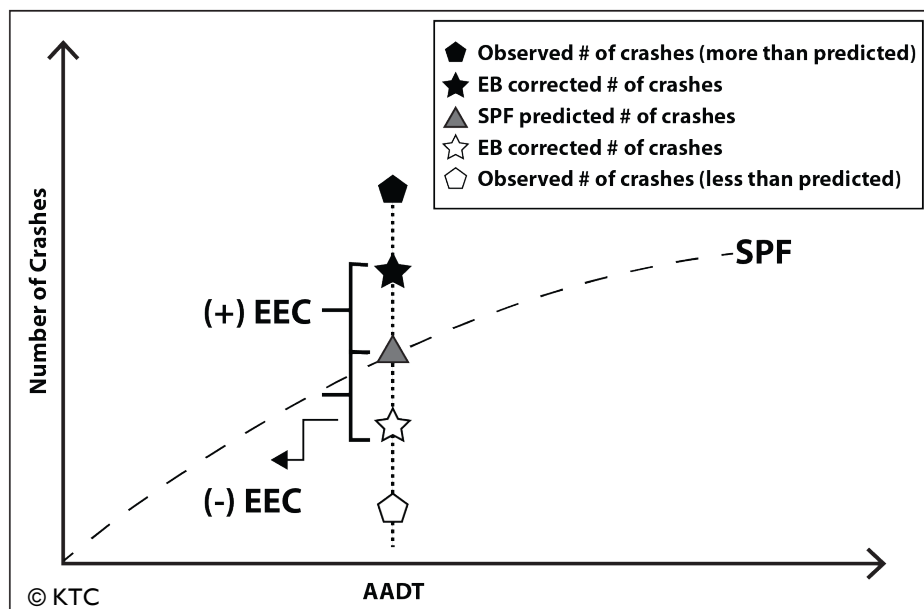 Observed # of crashes (more than predicted)
EB corrected # of crashes
SPF predicted # of crashes
EB corrected # of crashes
Observed # of crashes (less than predicted)
Number of Crashes
SPF
(+) EEC
(-) EEC
AADT
© KTC